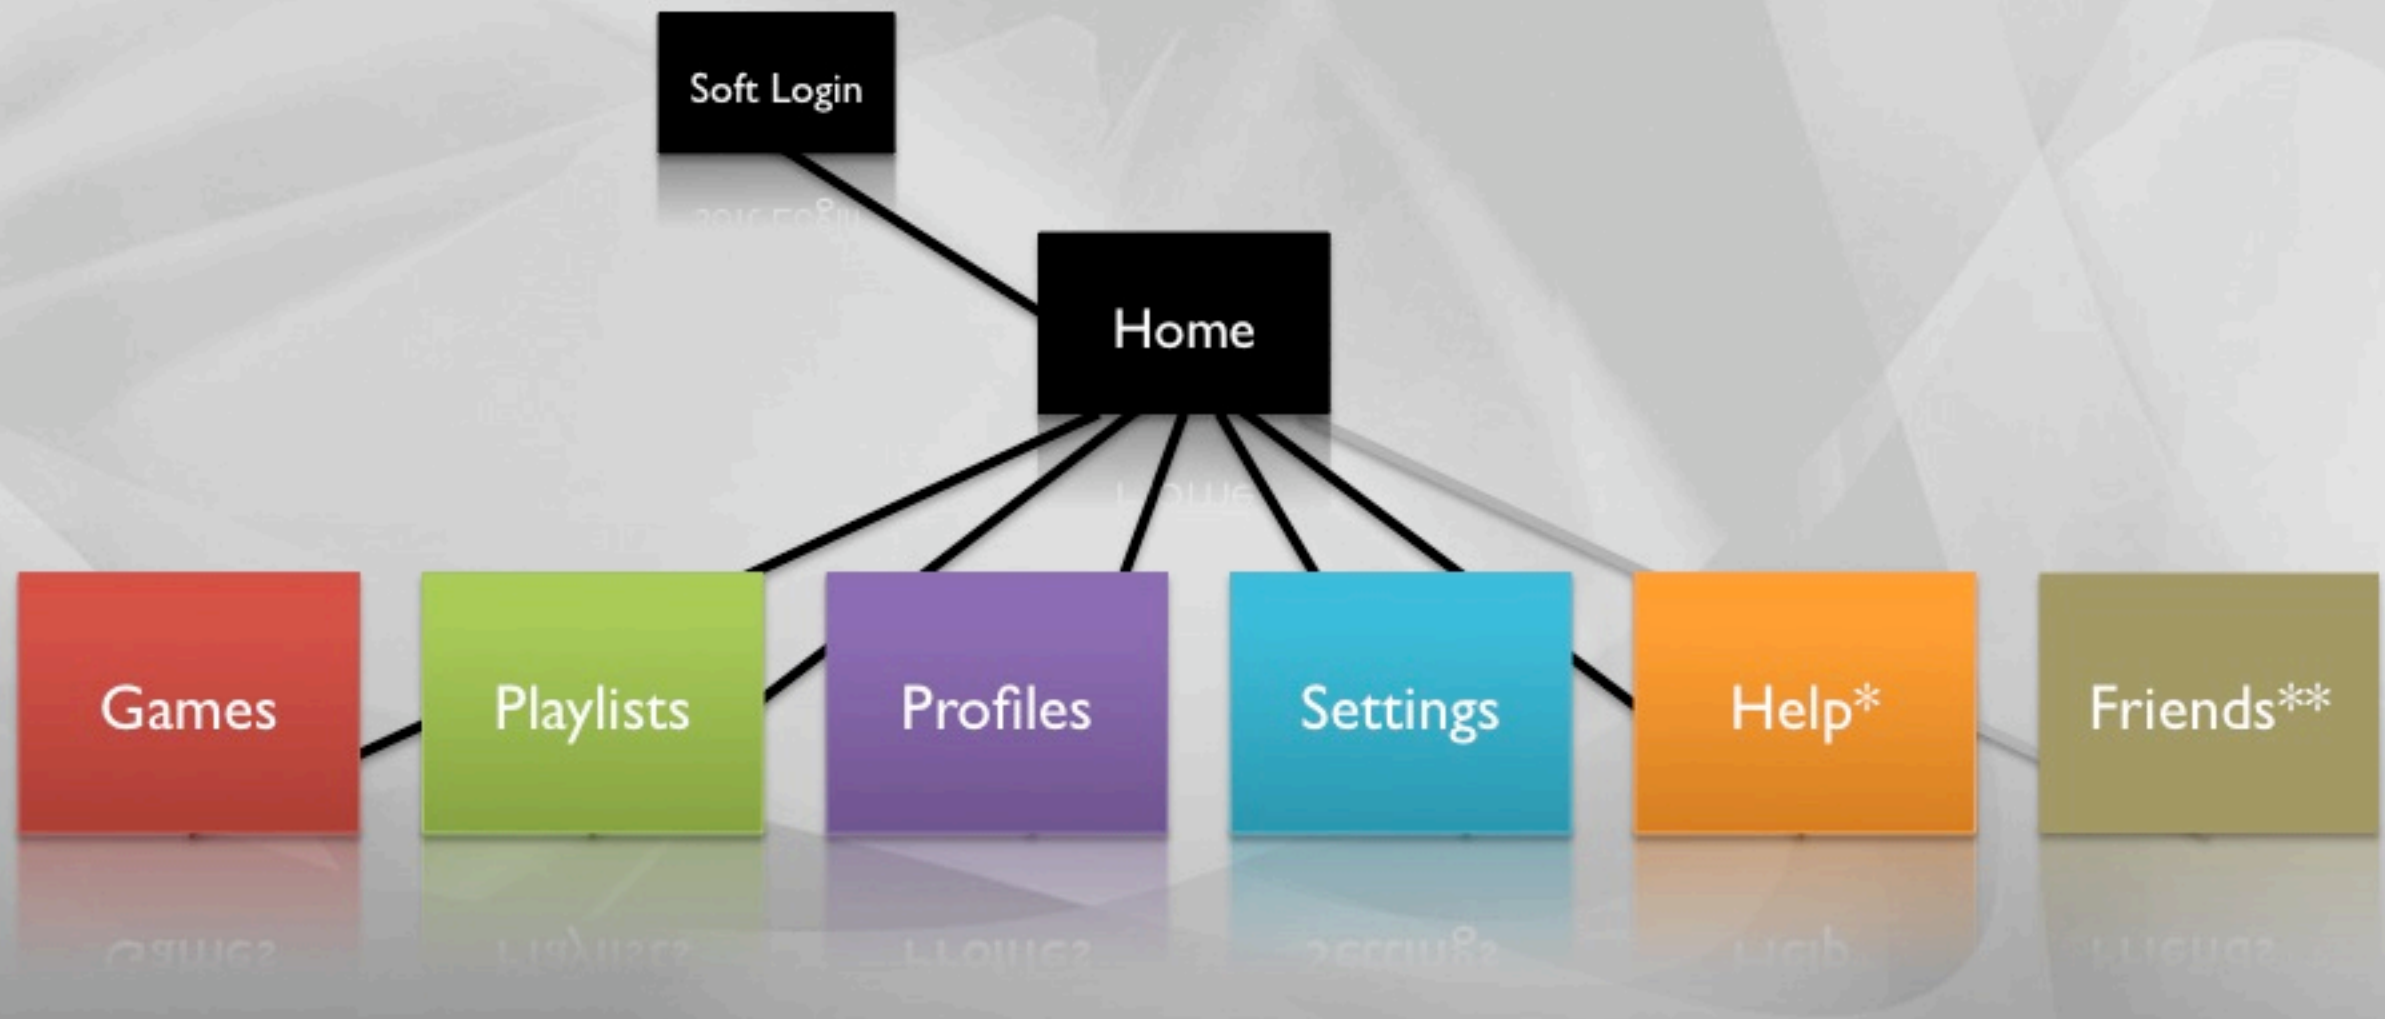 Soft Login
Home
Games
Playlists
Profiles
Settings
Help*
Friends**